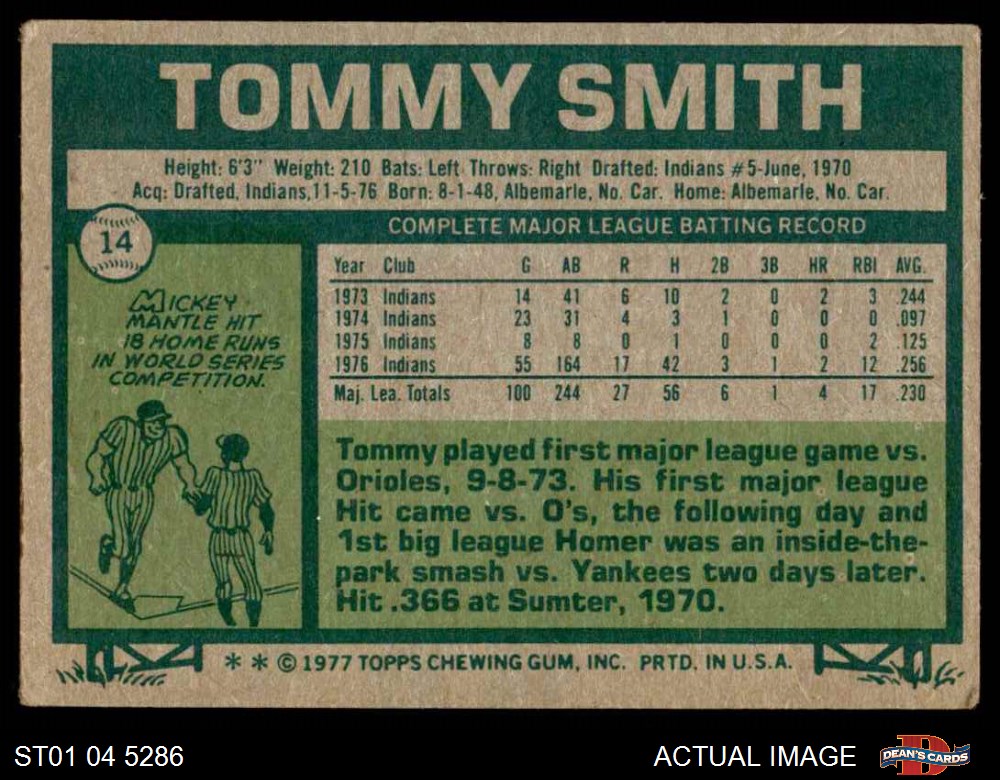 TOMMY SMITH
Height: 6'3" Weight: 210 Bats: Left Throws: Right Drafted: Indians #5-June, 1970
Acq: Drafted, Indians, 11-5-76 Born: 8-1-48, Albemarle, No. Car. Home: Albemarle, No. Car.
14
MICKEY
MANTLE HIT
18 HOME RUNS
IN WORLD SERIES
COMPETITION.
COMPLETE MAJOR LEAGUE BATTING RECORD
Year Club G AB R H 2B 3B HR RBI AVG.
1973 Indians 14 41 6 10 2 0 2 3 .244
1974 Indians 23 31 4 3 1 0 0 0 .097
1975 Indians 8 8 0 1 0 0 0 2 .125
1976 Indians 55 164 17 42 3 1 2 12 .256
Maj. Lea. Totals 100 244 27 56 6 1 4 17 .230
Tommy played first major league game vs.
Orioles, 9-8-73. His first major league
Hit came vs. O's, the following day and
1st big league Homer was an inside-the-
park smash vs. Yankees two days later.
Hit .366 at Sumter, 1970.
* * © 1977 TOPPS CHEWING GUM, INC. PRTD. IN U.S.A.
ST01 04 5286
ACTUAL IMAGE
D
DEAN'S CARDS